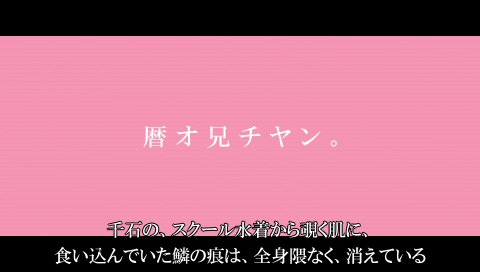 暦オ兄チヤン。
千石の、スクール水着から覗く肌に、
食い込んでいた鱗の痕は、全身隈なく、消えている